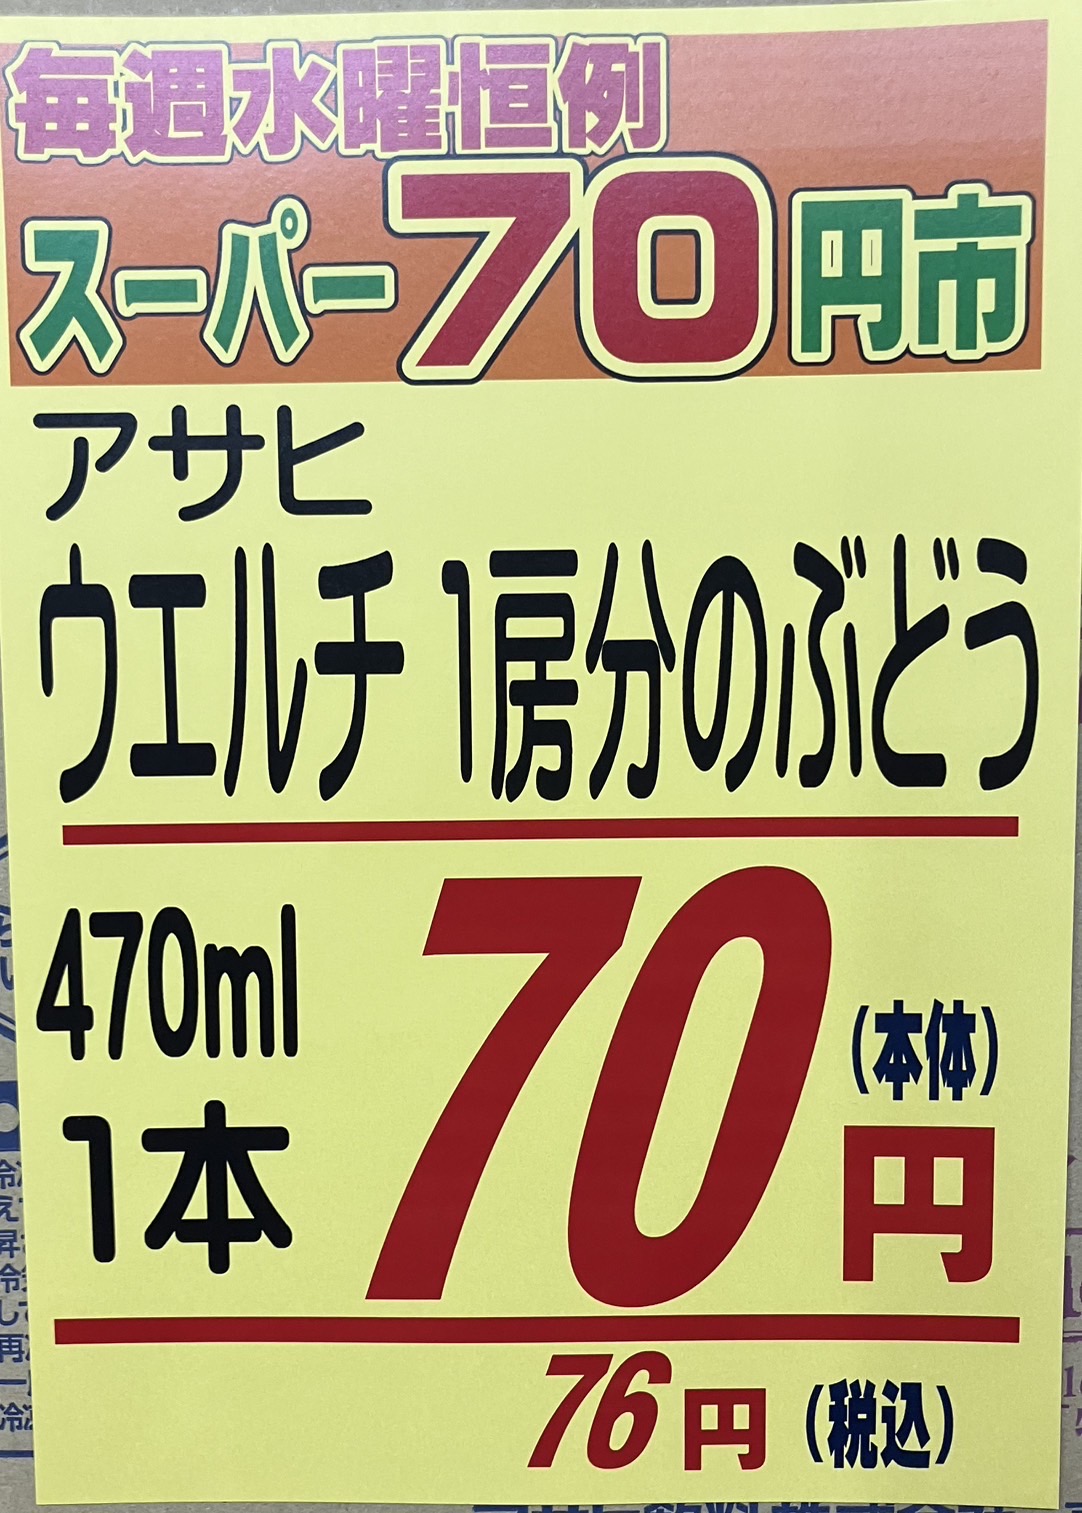 毎週水曜恒例
スーパー70円市
アサヒ
ウエルチ 1房分のぶどう
470ml
1本
70円
(本体)
76円(税込)